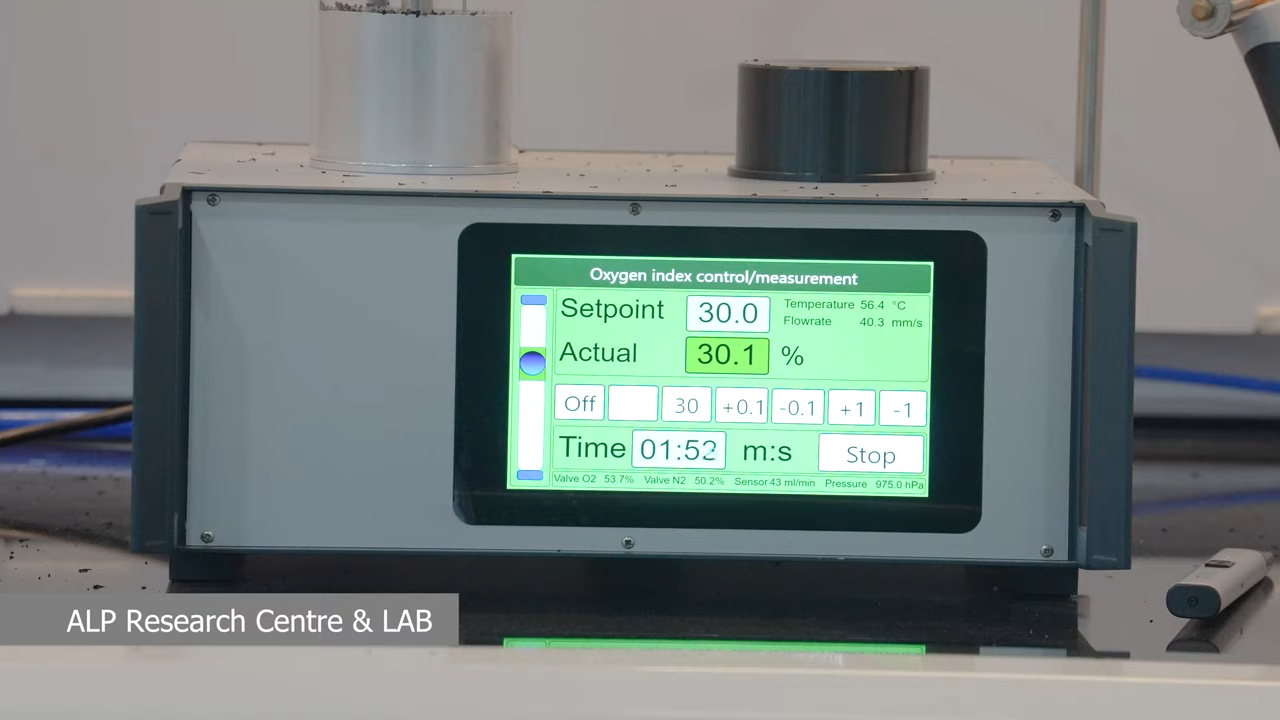 Oxygen index control/measurement
Setpoint 30.0 Temperature 56.4 °C
Flowrate 40.3 mm/s
Actual 30.1 %
Off 30 +0.1 -0.1 +1 -1
Time 01:52 m:s Stop
Valve O2 53.7% Valve N2 50.2% Sensor 43 ml/min Pressure 975.0 hPa
ALP Research Centre & LAB